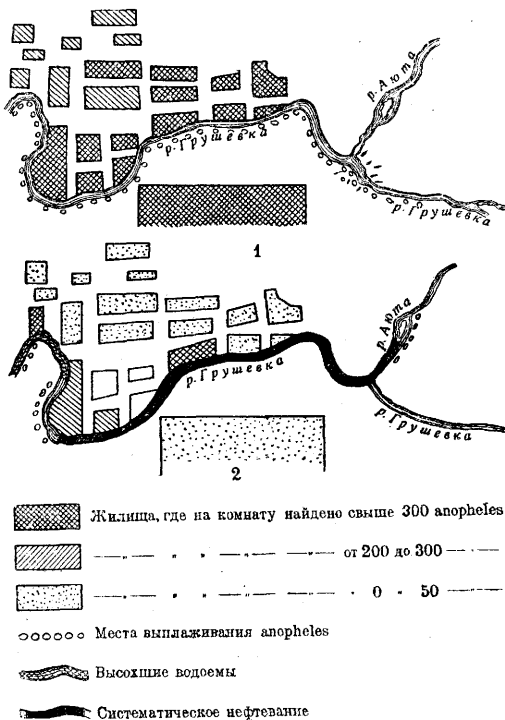 р. Аюта
р. Грушевка
р. Грушевка
1
р. Аюта
р. Грушевка
р. Грушевка
2
Жилища, где на комнату найдено свыше 300 anopheles
—„— „ „ —„— —„— от 200 до 300 —„—
—„— „ „ —„— —„— „ 0 „ 50 —„—
Места выплаживания anopheles
Высохшие водоемы
Систематическое нефтевание